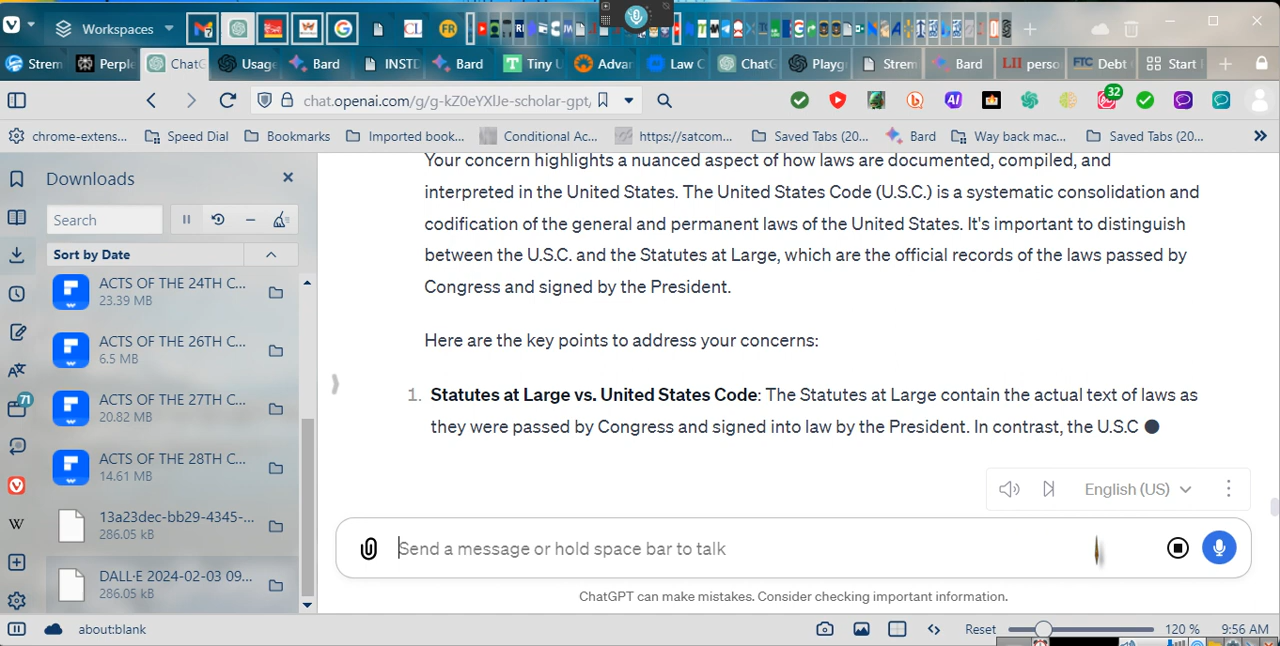 Workspaces
CL
FR
Strem
Perple
ChatG
Usage
Bard
INSTD
Bard
Tiny U
Advar
Law C
ChatG
Playg
Strem
Bard
LII perso
FTC Debt
Start
chat.openai.com/g/g-kZ0eYXlJe-scholar-gpt,
32
chrome-extens...
Speed Dial
Bookmarks
Imported book...
Conditional Ac...
https://satcom...
Saved Tabs (20...
Bard
Way back mac...
Saved Tabs (20...
Downloads
Search
Sort by Date
ACTS OF THE 24TH C...
23.39 MB
ACTS OF THE 26TH C...
6.5 MB
ACTS OF THE 27TH C...
20.82 MB
ACTS OF THE 28TH C...
14.61 MB
13a23dec-bb29-4345-...
286.05 kB
DALL·E 2024-02-03 09...
286.05 kB
71
W
Your concern highlights a nuanced aspect of how laws are documented, compiled, and
interpreted in the United States. The United States Code (U.S.C.) is a systematic consolidation and
codification of the general and permanent laws of the United States. It's important to distinguish
between the U.S.C. and the Statutes at Large, which are the official records of the laws passed by
Congress and signed by the President.
Here are the key points to address your concerns:
1. Statutes at Large vs. United States Code: The Statutes at Large contain the actual text of laws as
they were passed by Congress and signed into law by the President. In contrast, the U.S.C
English (US)
Send a message or hold space bar to talk
ChatGPT can make mistakes. Consider checking important information.
about:blank
Reset
120 %
9:56 AM